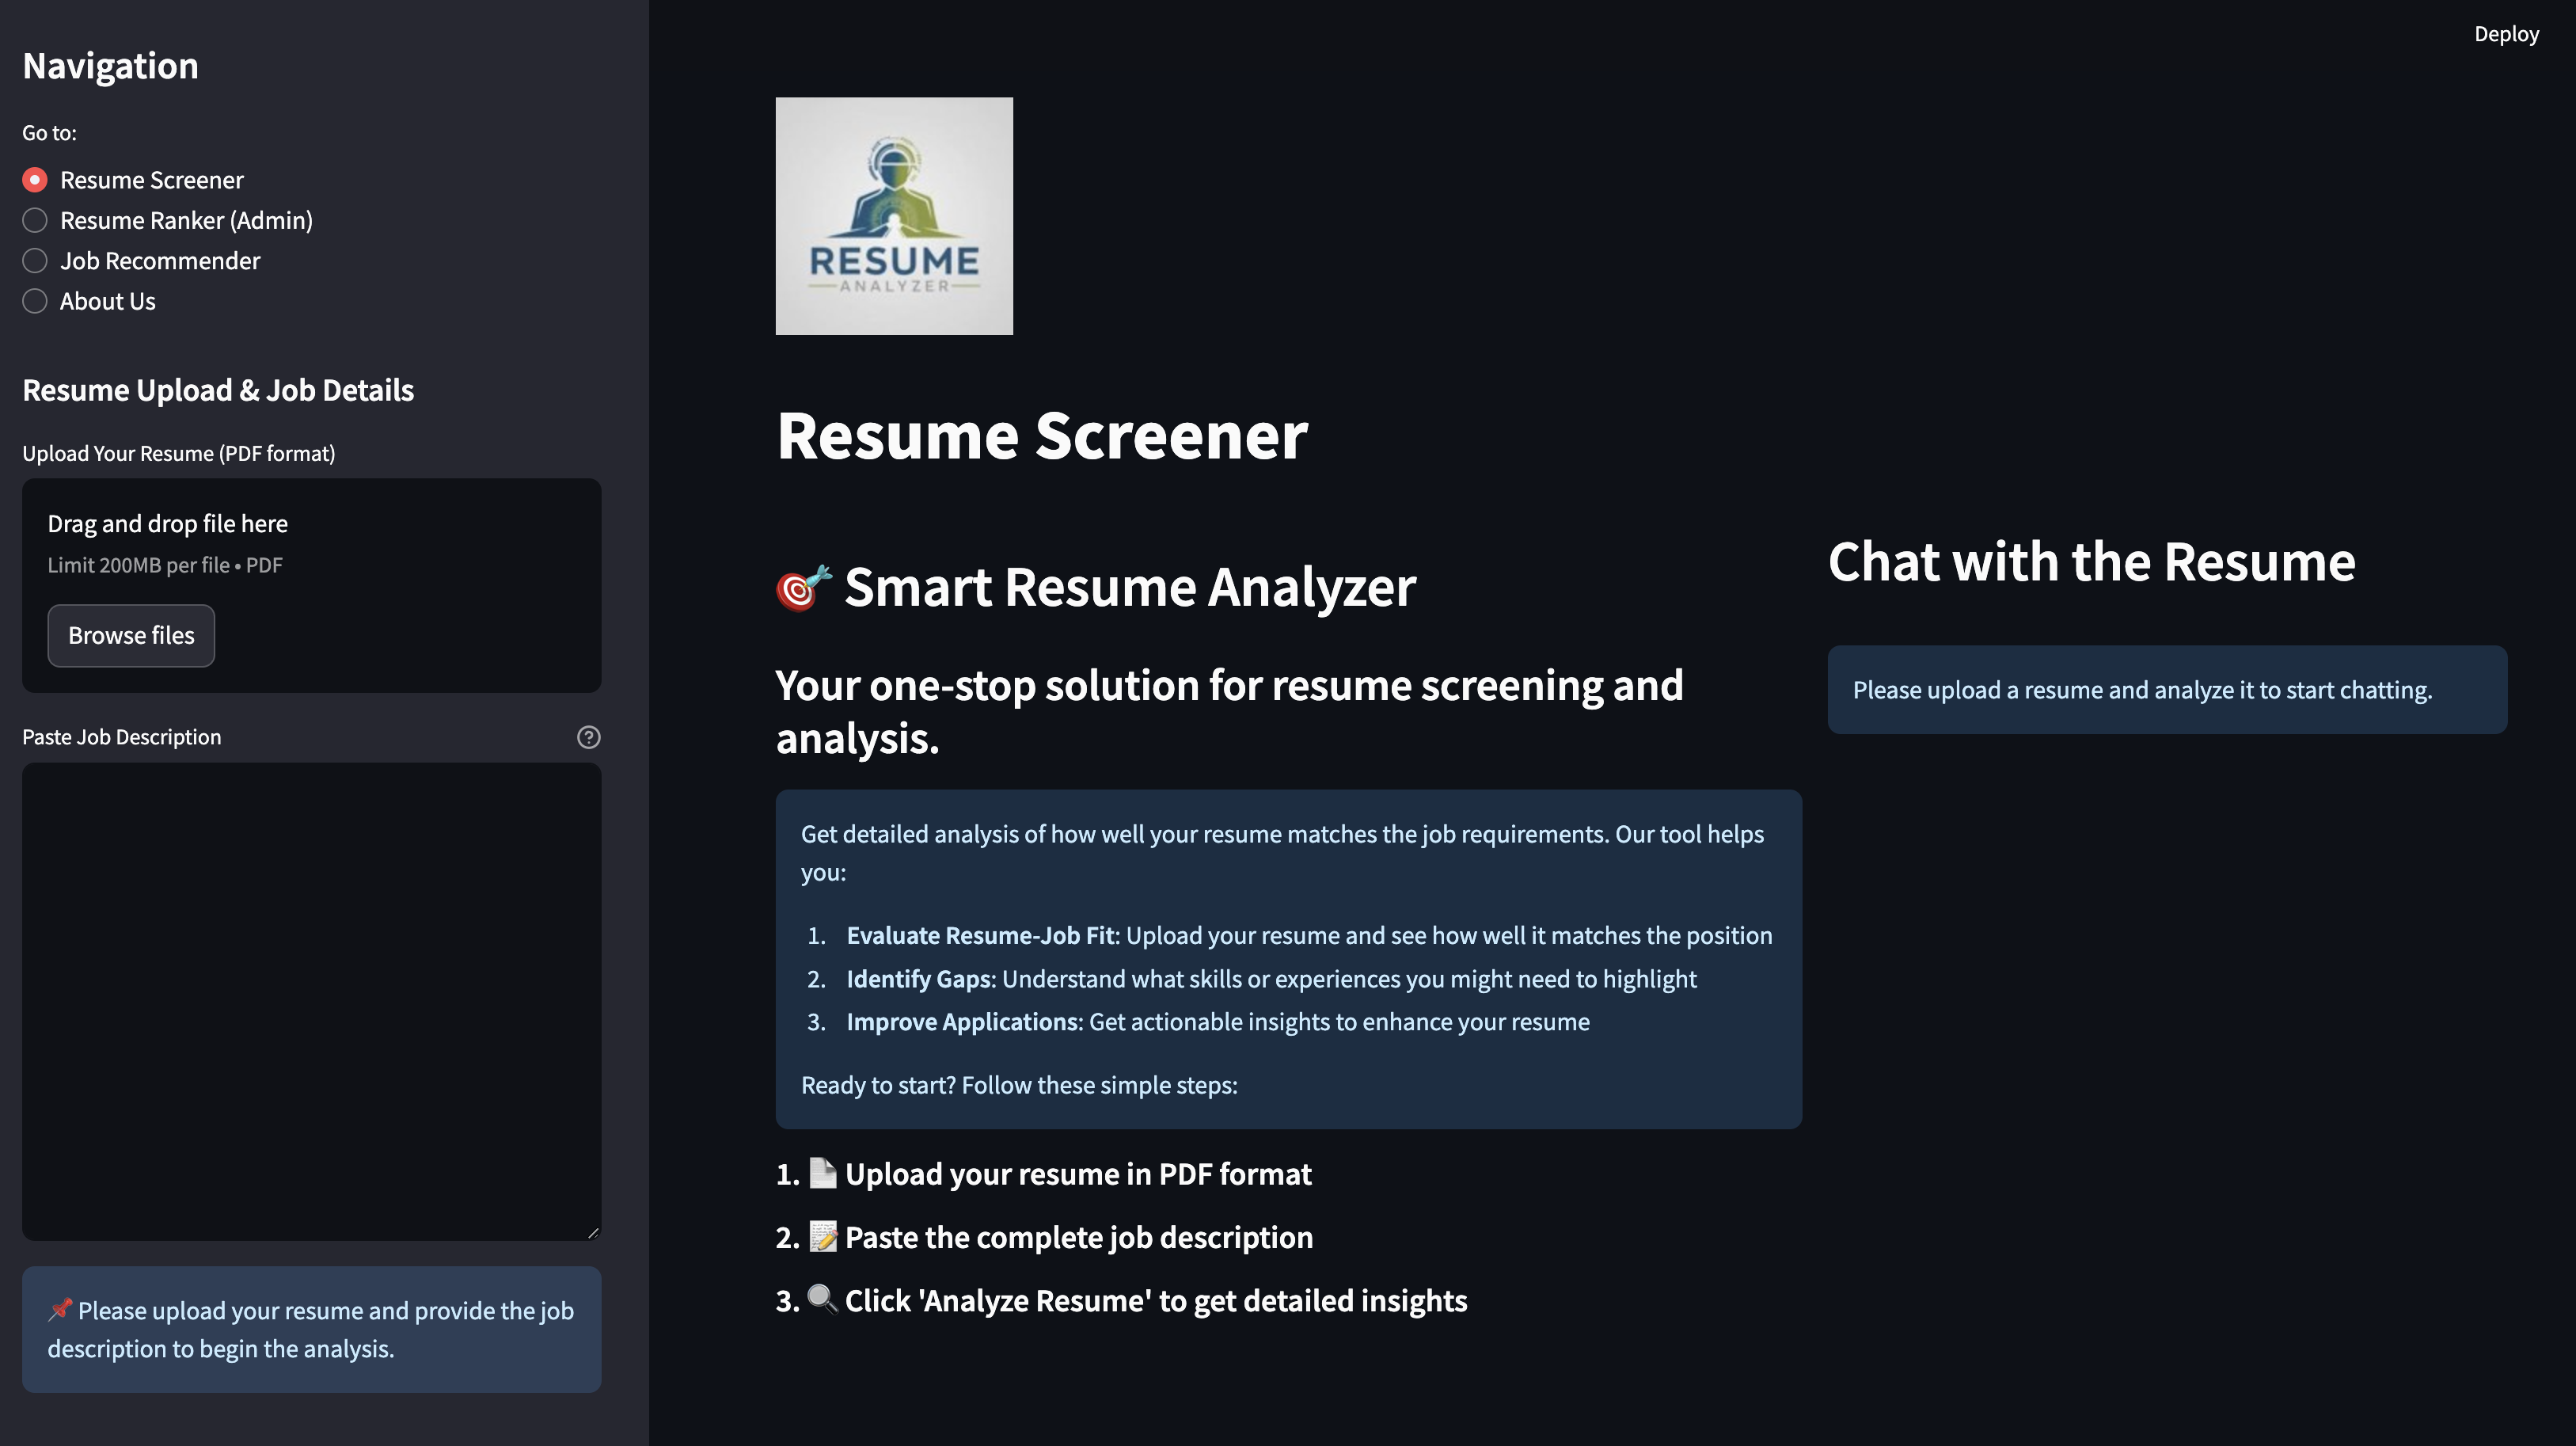 Navigation
Go to:
Resume Screener
Resume Ranker (Admin)
Job Recommender
About Us
Resume Upload & Job Details
Upload Your Resume (PDF format)
Drag and drop file here
Limit 200MB per file • PDF
Browse files
Paste Job Description
📌 Please upload your resume and provide the job
description to begin the analysis.
Deploy
RESUME
ANALYZER
Resume Screener
🎯 Smart Resume Analyzer
Your one-stop solution for resume screening and
analysis.
Get detailed analysis of how well your resume matches the job requirements. Our tool helps
you:
1. Evaluate Resume-Job Fit: Upload your resume and see how well it matches the position
2. Identify Gaps: Understand what skills or experiences you might need to highlight
3. Improve Applications: Get actionable insights to enhance your resume
Ready to start? Follow these simple steps:
1. 📄 Upload your resume in PDF format
2. 📝 Paste the complete job description
3. 🔍 Click 'Analyze Resume' to get detailed insights
Chat with the Resume
Please upload a resume and analyze it to start chatting.